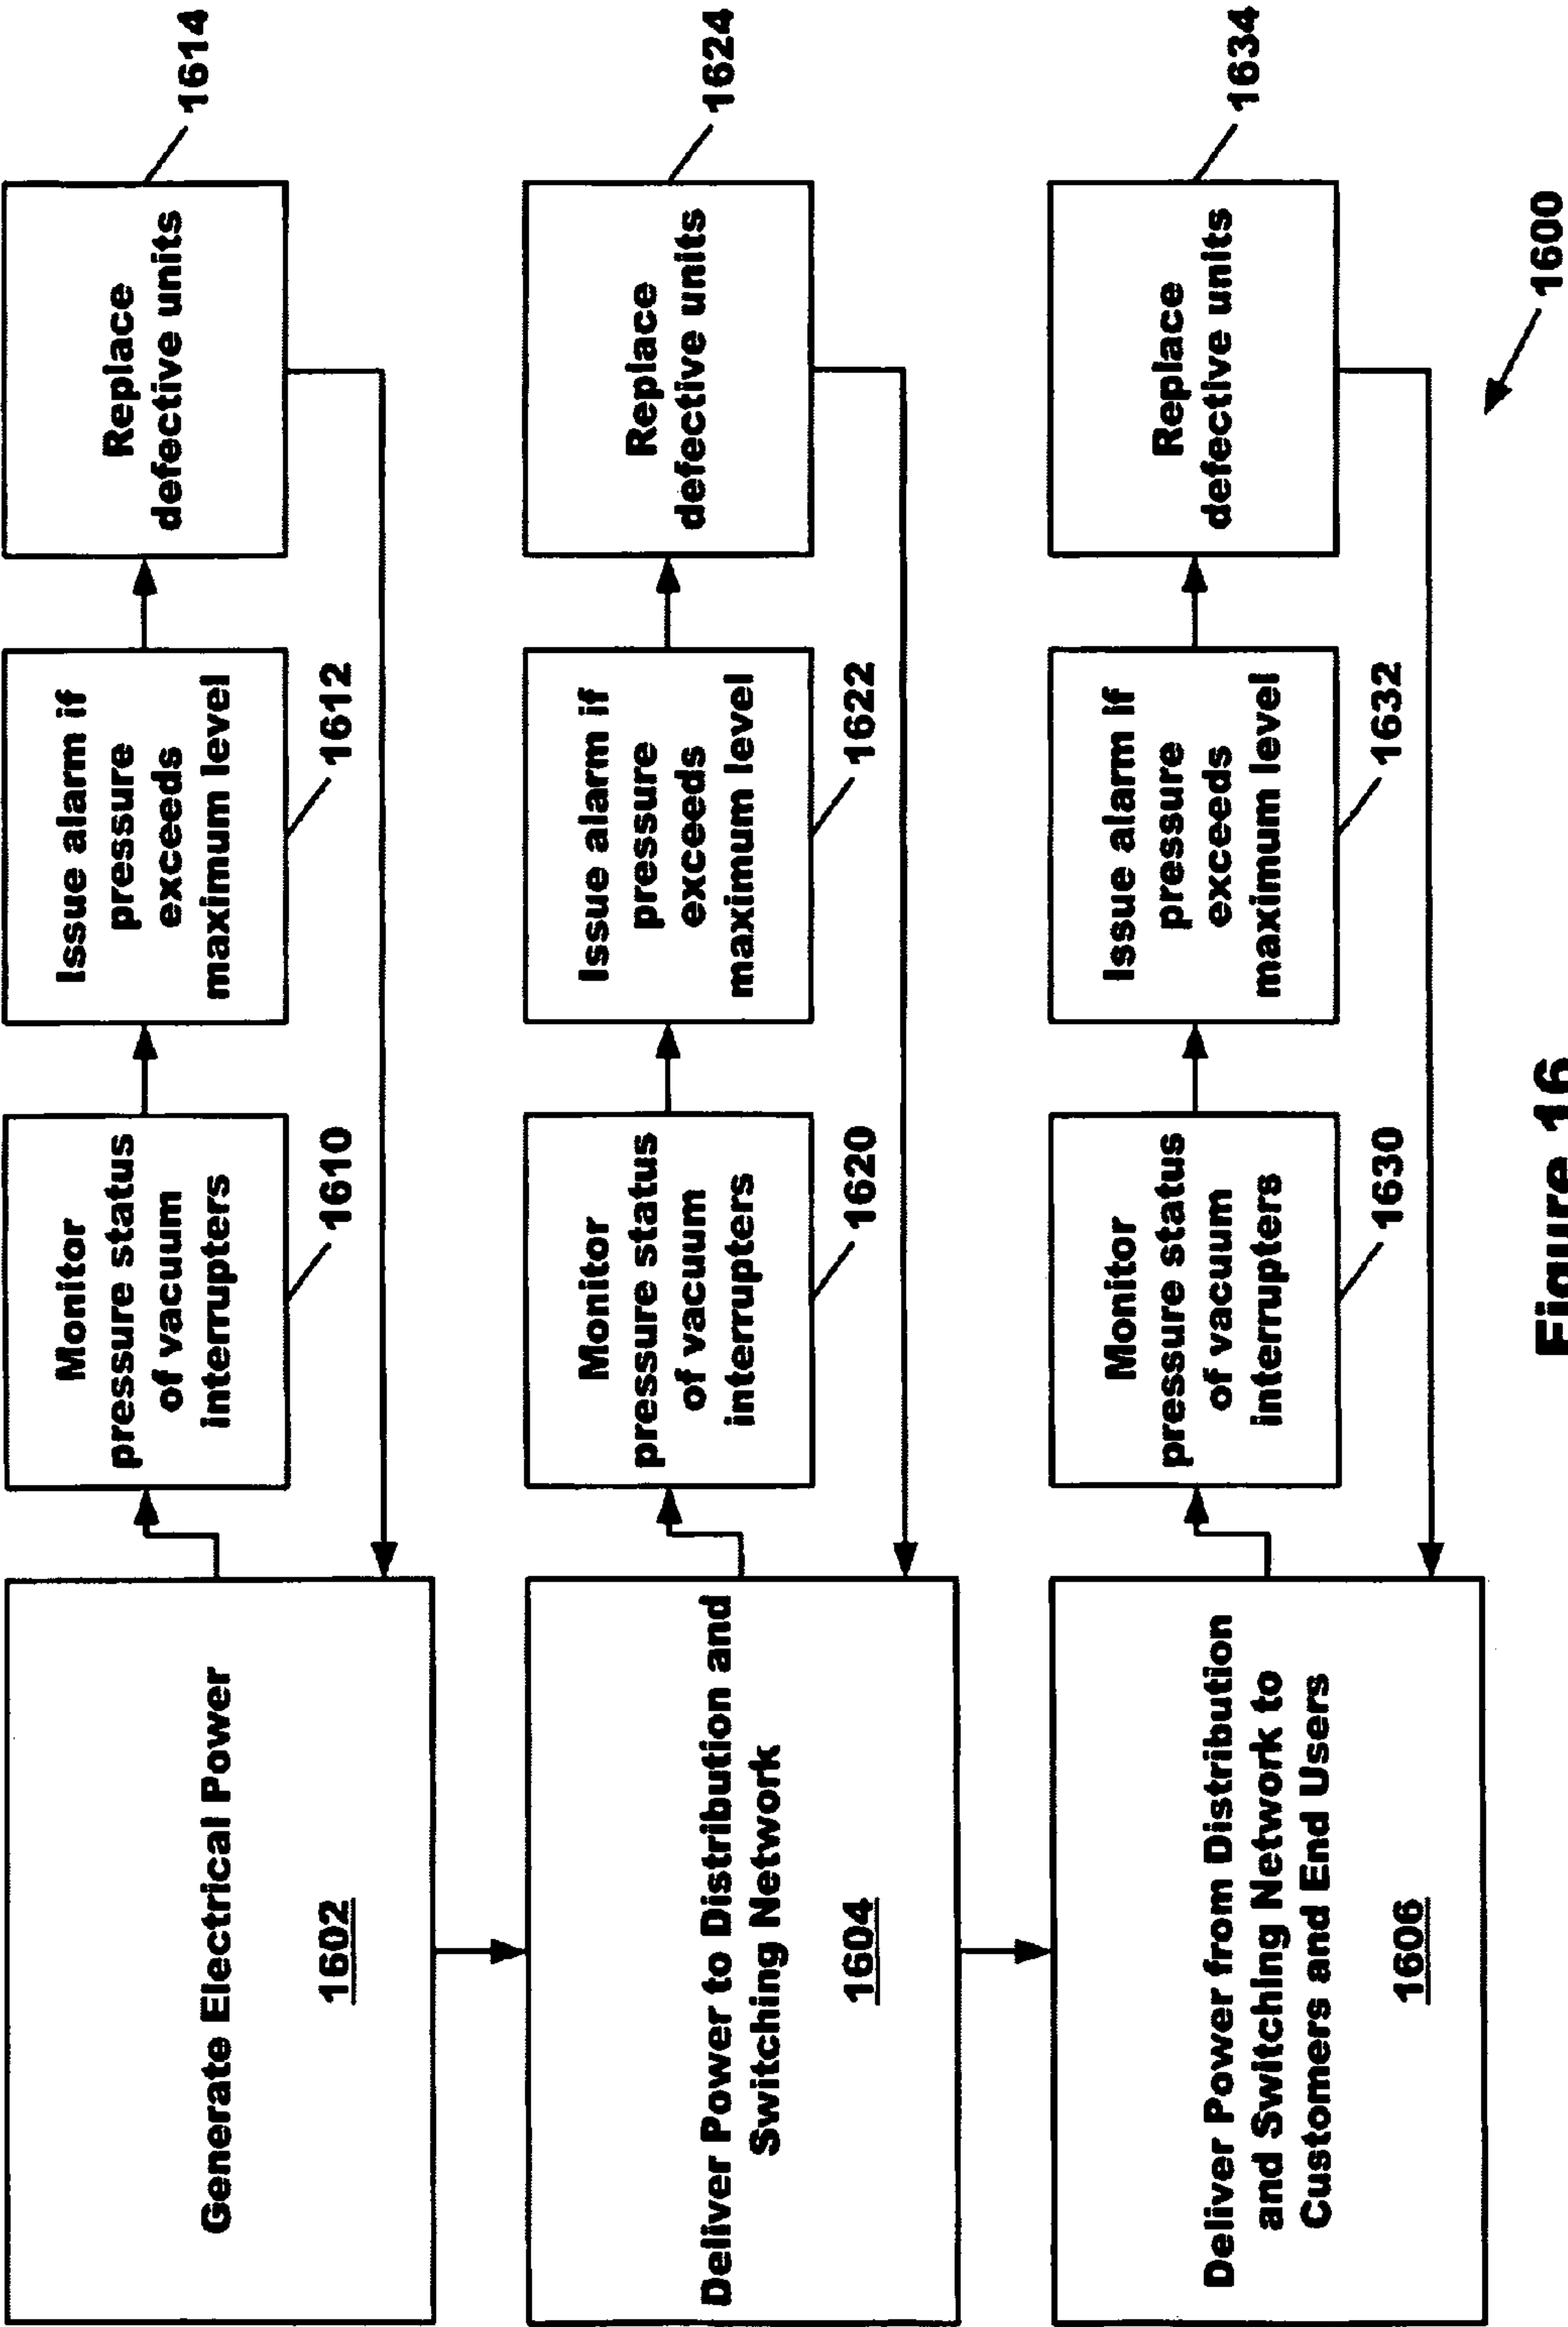 Generate Electrical Power
1602
Monitor
pressure status
of vacuum
interrupters
1610
Issue alarm if
pressure
exceeds
maximum level
1612
Replace
defective units
1614
Deliver Power to Distribution and
Switching Network
1604
Monitor
pressure status
of vacuum
interrupters
1620
Issue alarm if
pressure
exceeds
maximum level
1622
Replace
defective units
1624
Deliver Power from Distribution
and Switching Network to
Customers and End Users
1606
Monitor
pressure status
of vacuum
interrupters
1630
Issue alarm if
pressure
exceeds
maximum level
1632
Replace
defective units
1634
1600
Figure 16